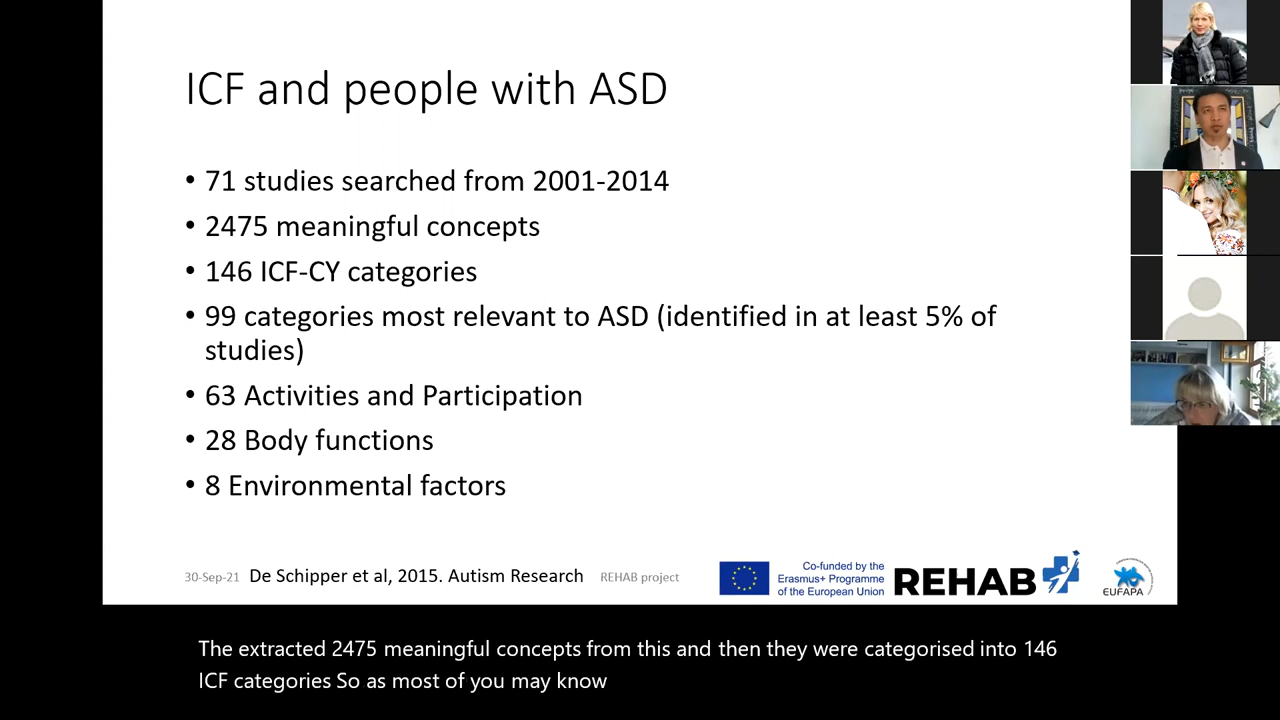 ICF and people with ASD
• 71 studies searched from 2001-2014
• 2475 meaningful concepts
• 146 ICF-CY categories
• 99 categories most relevant to ASD (identified in at least 5% of
studies)
• 63 Activities and Participation
• 28 Body functions
• 8 Environmental factors
30-Sep-21 De Schipper et al, 2015. Autism Research REHAB project
Co-funded by the
Erasmus+ Programme
of the European Union
REHAB
EUFAPA
The extracted 2475 meaningful concepts from this and then they were categorised into 146
ICF categories So as most of you may know